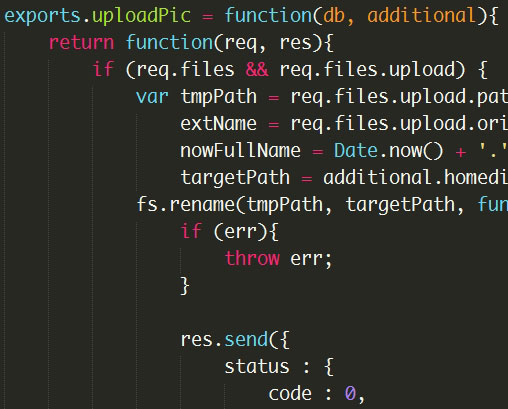 exports.uploadPic = function(db, additional){
    return function(req, res){
        if (req.files && req.files.upload) {
            var tmpPath = req.files.upload.pat
                extName = req.files.upload.ori
                nowFullName = Date.now() + '.'
                targetPath = additional.homedi
            fs.rename(tmpPath, targetPath, fun
                if (err){
                    throw err;
                }
                res.send({
                    status : {
                        code : 0,